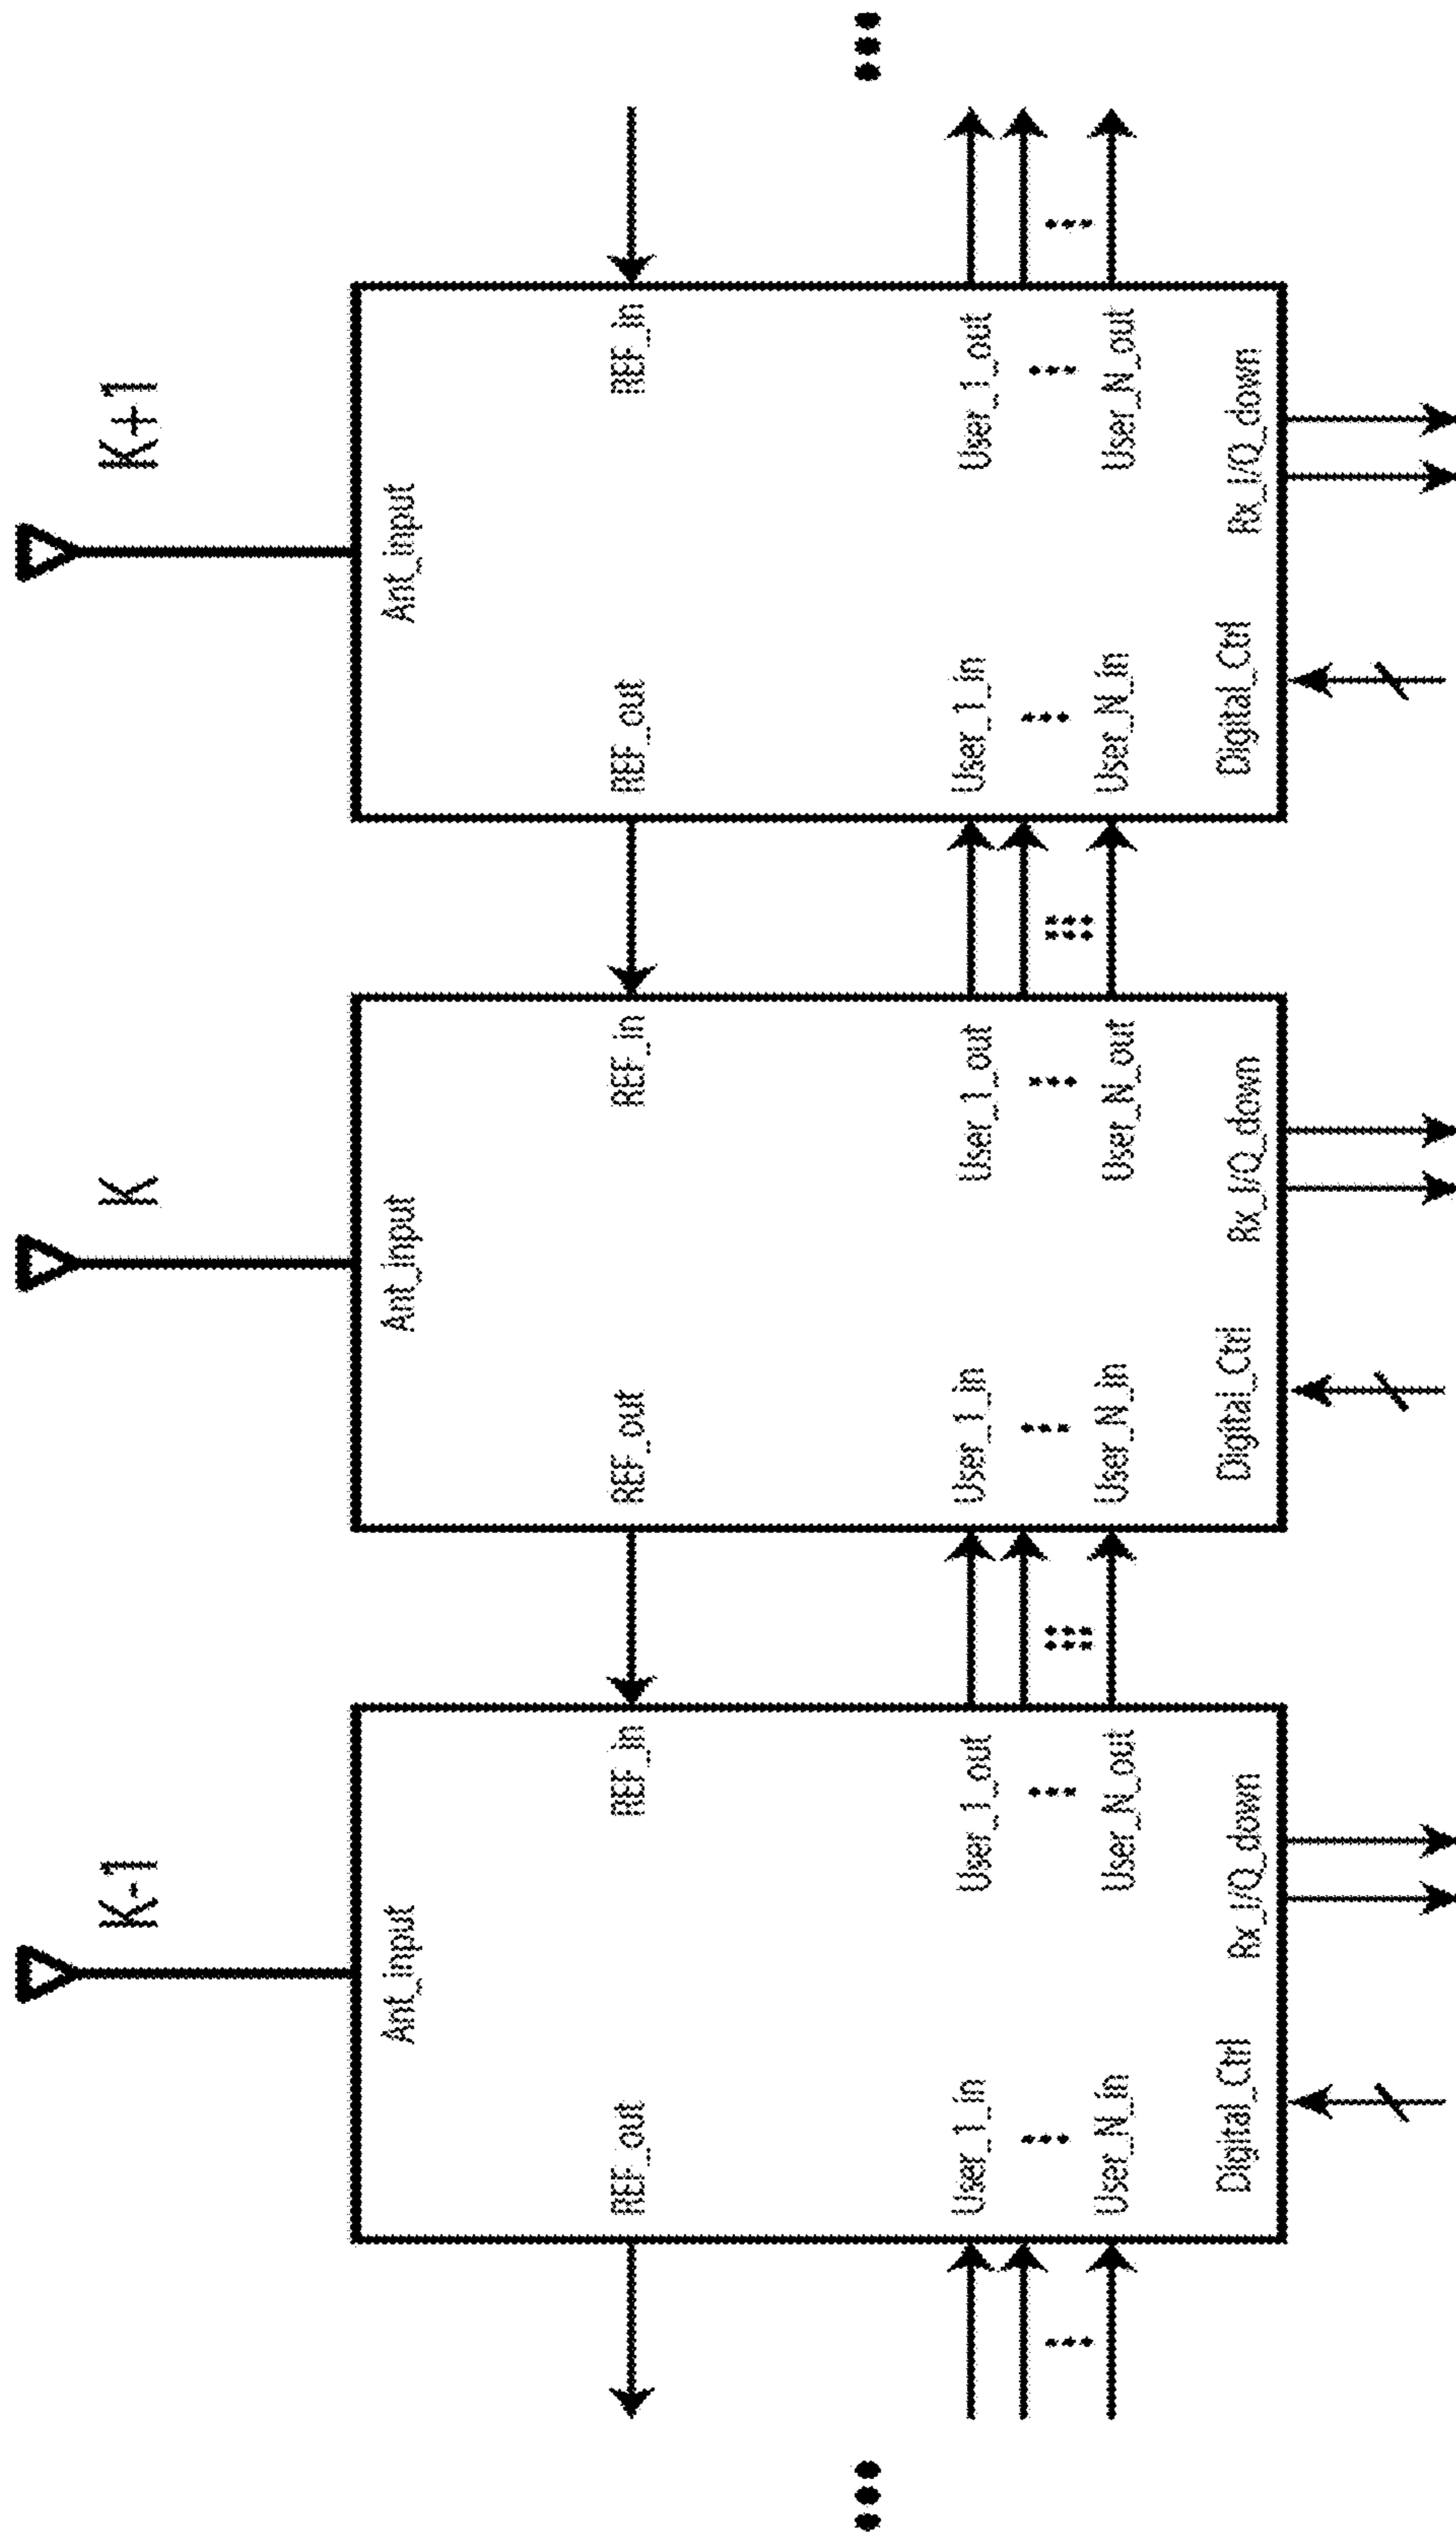 K-1
K
K+1
Ant_input
REF_out
REF_in
User_1_in
User_1_out
User_N_in
User_N_out
Digital_Ctrl
Rx_I/Q_down
Ant_input
REF_out
REF_in
User_1_in
User_1_out
User_N_in
User_N_out
Digital_Ctrl
Rx_I/Q_down
Ant_input
REF_out
REF_in
User_1_in
User_1_out
User_N_in
User_N_out
Digital_Ctrl
Rx_I/Q_down